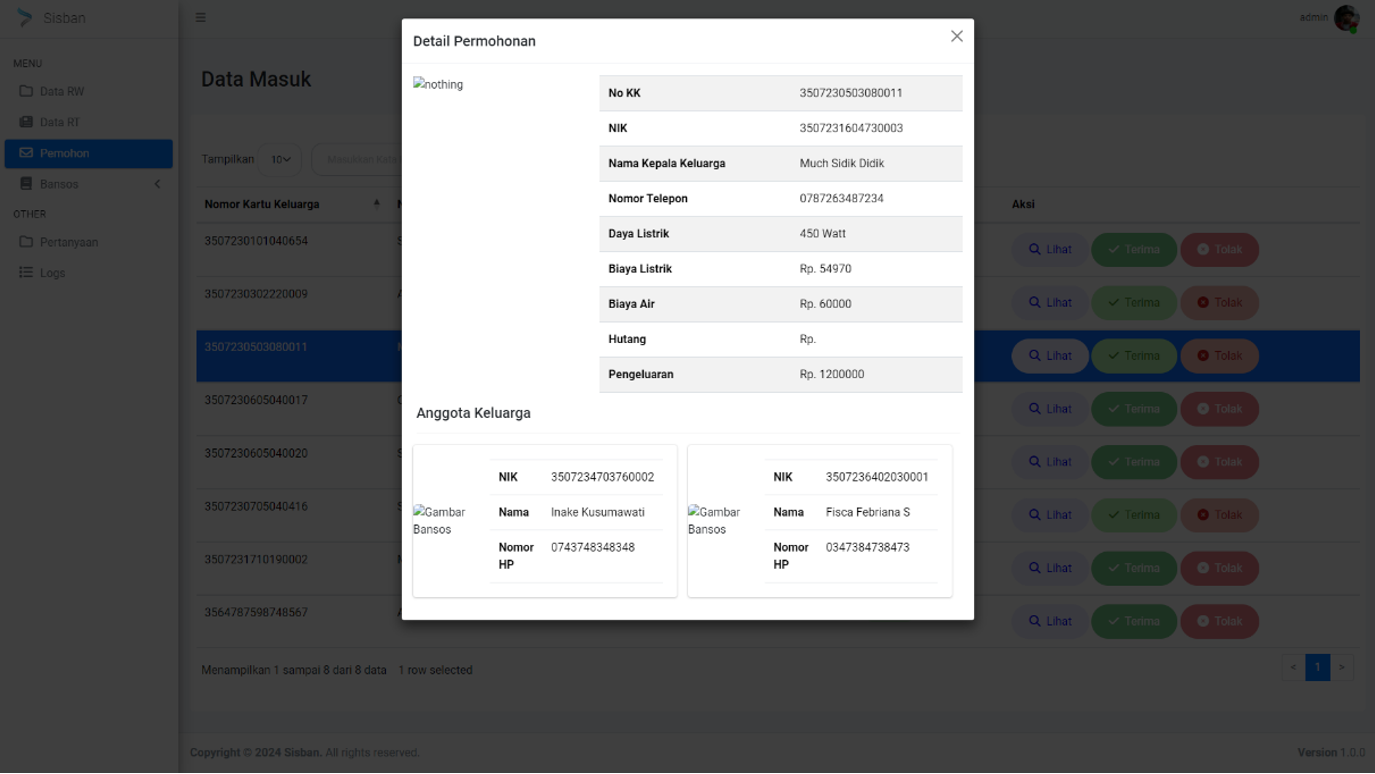 Sisban
admin
Detail Permohonan
MENU
Data RW
Data RT
Pemohon
Bansos
OTHER
Pertanyaan
Logs
Data Masuk
Tampilkan 10
Nomor Kartu Keluarga
Aksi
3507230101040654
Lihat Terima Tolak
3507230302220009
Lihat Terima Tolak
3507230503080011
Lihat Terima Tolak
3507230605040017
Lihat Terima Tolak
3507230605040020
Lihat Terima Tolak
3507230705040416
Lihat Terima Tolak
3507231710190002
Lihat Terima Tolak
3564787598748567
Lihat Terima Tolak
nothing
No KK 3507230503080011
NIK 3507231604730003
Nama Kepala Keluarga Much Sidik Didik
Nomor Telepon 0787263487234
Daya Listrik 450 Watt
Biaya Listrik Rp. 54970
Biaya Air Rp. 60000
Hutang Rp.
Pengeluaran Rp. 1200000
Anggota Keluarga
Gambar
Bansos
NIK 3507234703760002
Nama Inake Kusumawati
Nomor 0743748348348
HP
Gambar
Bansos
NIK 3507236402030001
Nama Fisca Febriana S
Nomor 0347384738473
HP
Menampilkan 1 sampai 8 dari 8 data 1 row selected
< 1 >
Copyright © 2024 Sisban. All rights reserved.
Version 1.0.0